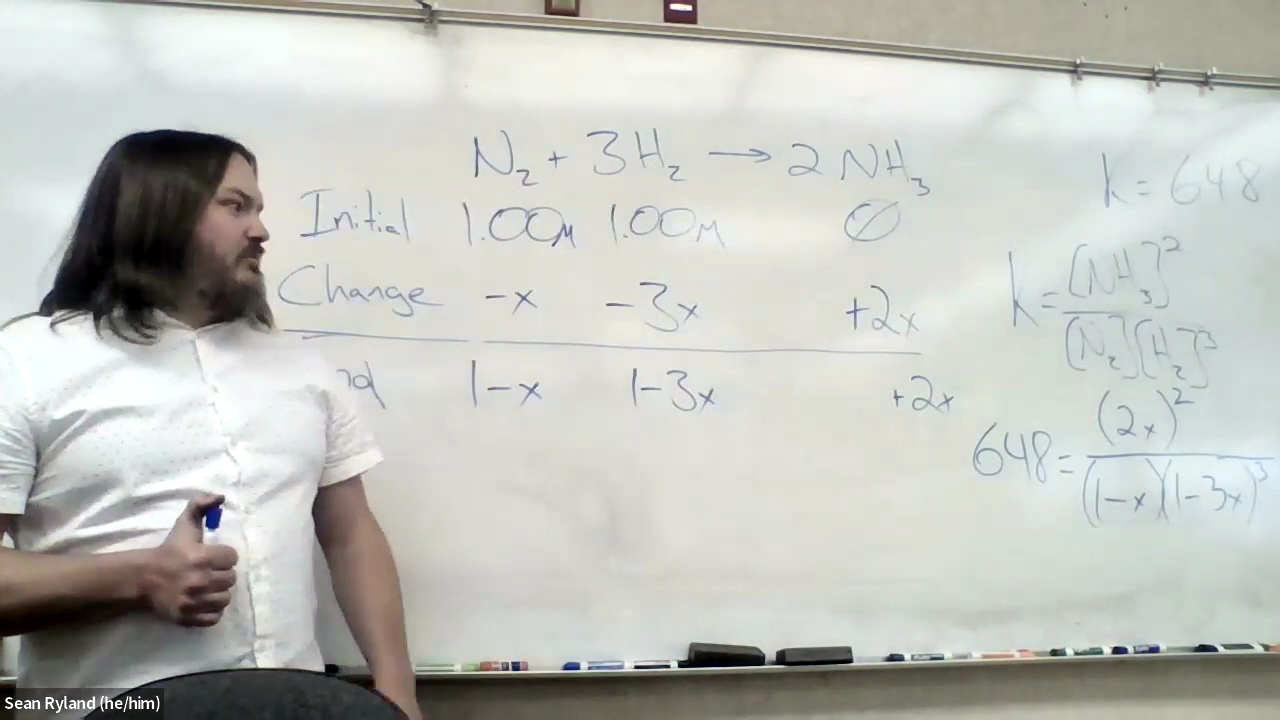 N₂ + 3H₂ → 2 NH₃
Initial 1.00M 1.00M ∅
Change -x -3x +2x
1-x 1-3x +2x
k = 648
k = [NH₃]² / [N₂][H₂]³
648 = (2x)² / (1-x)(1-3x)³
Sean Ryland (he/him)